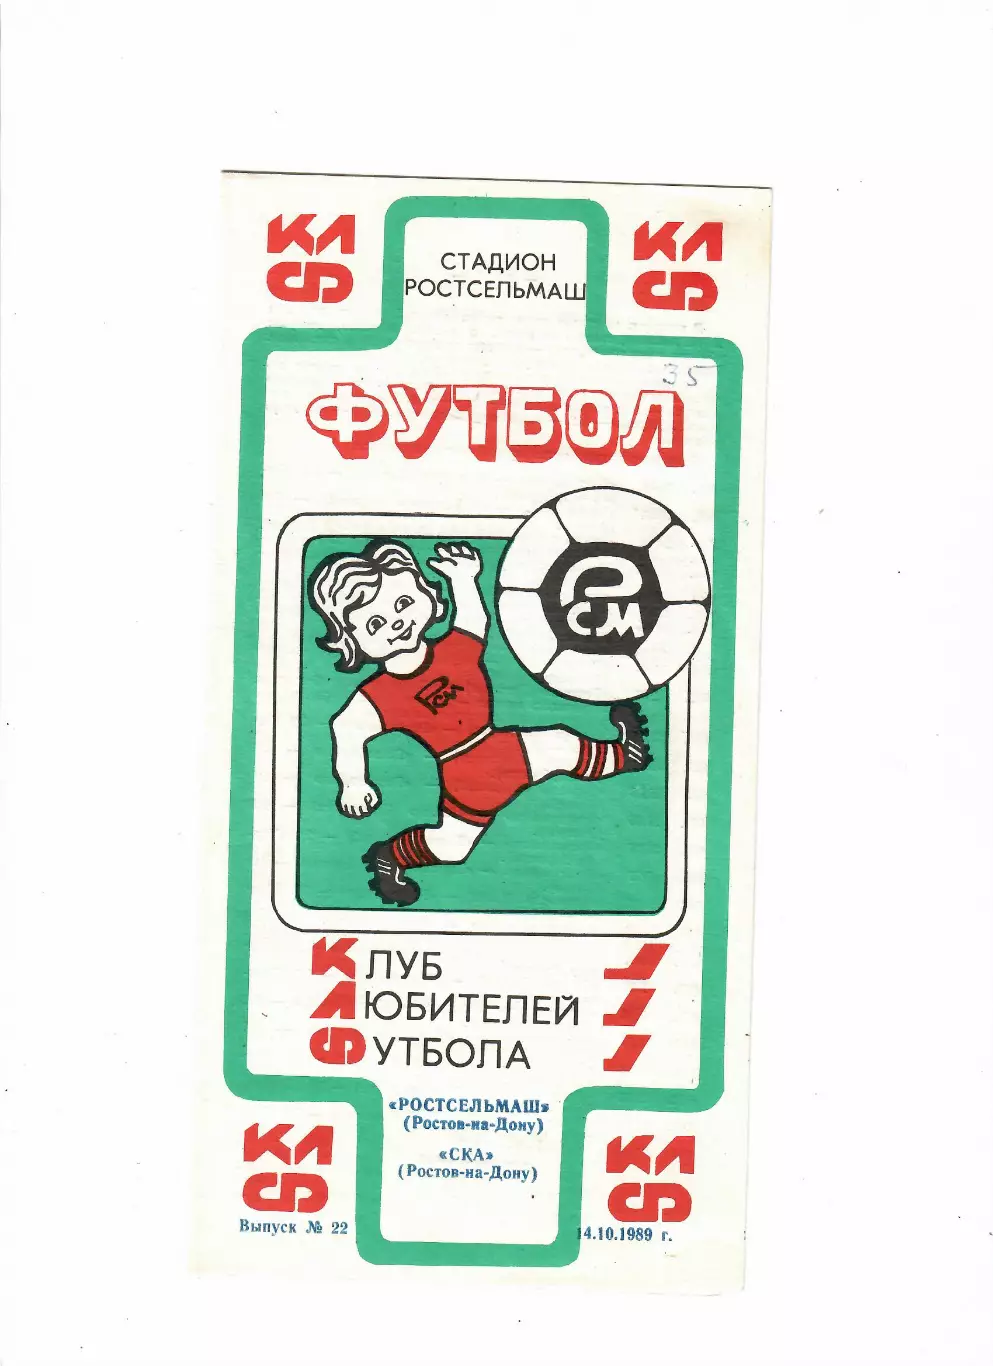 КЛФ
КЛФ
СТАДИОН
РОСТСЕЛЬМАШ
35
ФУТБОЛ
РСМ
РСМ
КЛУБ
ЛЮБИТЕЛЕЙ
ФУТБОЛА
«РОСТСЕЛЬМАШ»
(Ростов-на-Дону)
«СКА»
(Ростов-на-Дону)
КЛФ
КЛФ
Выпуск № 22
14.10.1989 г.